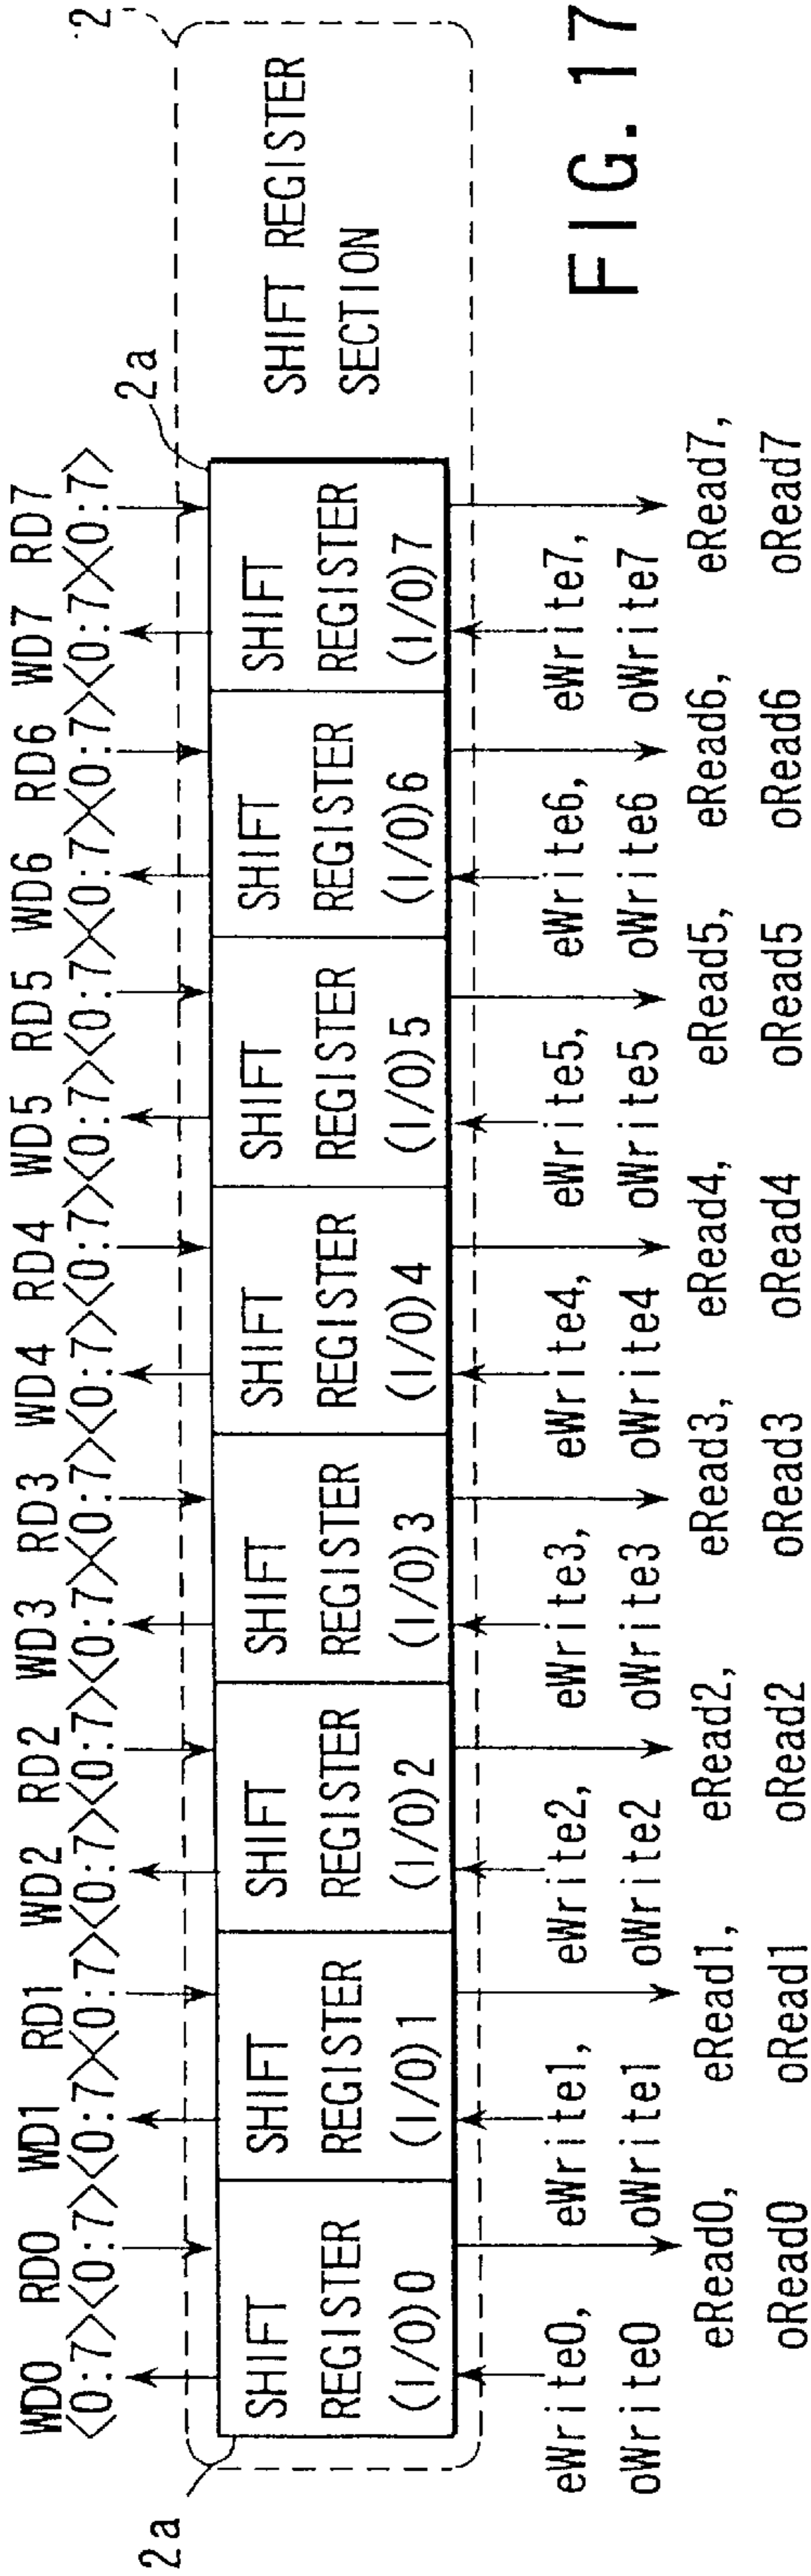 2
WD0 RD0 WD1 RD1 WD2 RD2 WD3 RD3 WD4 RD4 WD5 RD5 WD6 RD6 WD7 RD7
<0:7><0:7><0:7><0:7><0:7><0:7><0:7><0:7><0:7><0:7><0:7><0:7><0:7><0:7><0:7><0:7>
2a
2a
SHIFT REGISTER (I/O)0
SHIFT REGISTER (I/O)1
SHIFT REGISTER (I/O)2
SHIFT REGISTER (I/O)3
SHIFT REGISTER (I/O)4
SHIFT REGISTER (I/O)5
SHIFT REGISTER (I/O)6
SHIFT REGISTER (I/O)7
SHIFT REGISTER
SECTION
eWrite0, eWrite1, eWrite2, eWrite3, eWrite4, eWrite5, eWrite6, eWrite7,
oWrite0 oWrite1 oWrite2 oWrite3 oWrite4 oWrite5 oWrite6 oWrite7
eRead0, eRead1, eRead2, eRead3, eRead4, eRead5, eRead6, eRead7,
oRead0 oRead1 oRead2 oRead3 oRead4 oRead5 oRead6 oRead7
FIG. 17